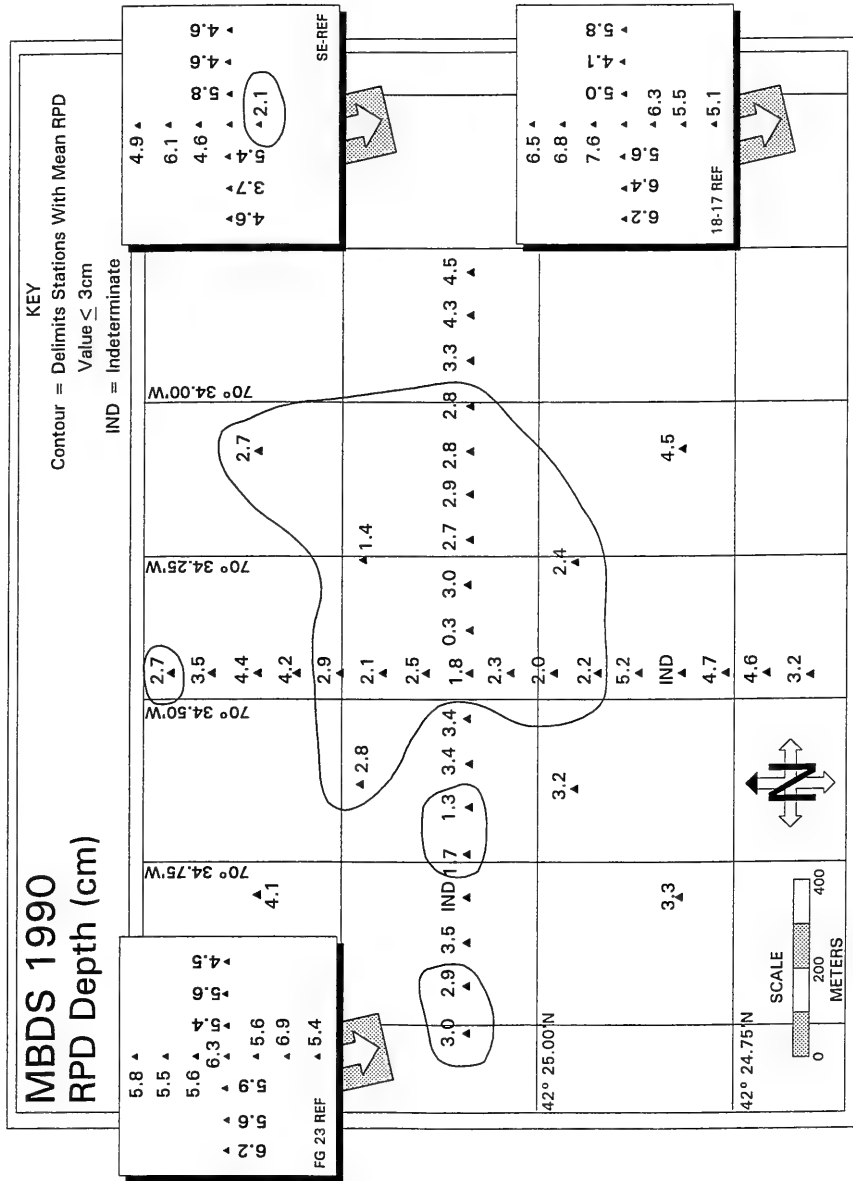 MBDS 1990
RPD Depth (cm)
KEY
Contour = Delimits Stations With Mean RPD
Value ≤ 3cm
IND = Indeterminate
5.8
5.5
5.6
6.3
6.2 5.6 5.9 5.4 5.6 4.5
5.6
6.9
5.4
FG 23 REF
4.9
6.1
4.6
4.6 3.7 5.4 5.8 4.6 4.6
2.1
SE-REF
6.5
6.8
7.6
6.2 6.4 5.6 5.0 4.1 5.8
6.3
5.5
5.1
18-17 REF
70° 34.75'W
70° 34.50'W
70° 34.25'W
70° 34.00'W
2.7
3.5
4.1 4.4 2.7
4.2
2.9
2.8 2.1 1.4
2.5
3.0 2.9 3.5 IND 1.7 1.3 3.4 3.4 1.8 0.3 3.0 2.7 2.9 2.8 2.8 3.3 4.3 4.5
2.3
42° 25.00'N
2.0
3.2 2.2 2.4
5.2
3.3 IND 4.5
4.7
42° 24.75'N
4.6
3.2
N
SCALE
0 200 400
METERS